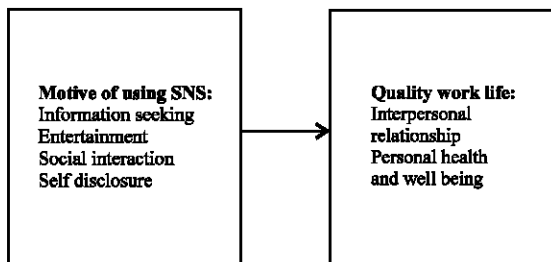 Motive of using SNS:
Information seeking
Entertainment
Social interaction
Self disclosure
Quality work life:
Interpersonal
relationship
Personal health
and well being